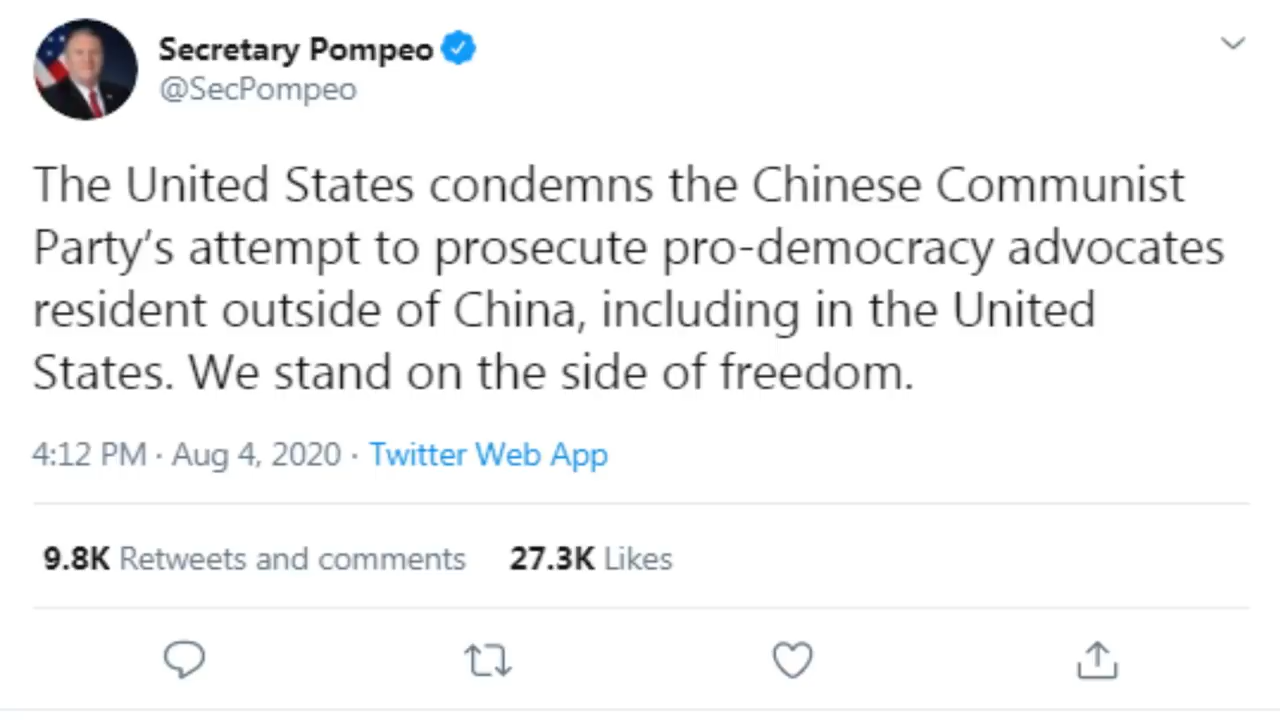 Secretary Pompeo
@SecPompeo
The United States condemns the Chinese Communist
Party's attempt to prosecute pro-democracy advocates
resident outside of China, including in the United
States. We stand on the side of freedom.
4:12 PM · Aug 4, 2020 · Twitter Web App
9.8K Retweets and comments 27.3K Likes